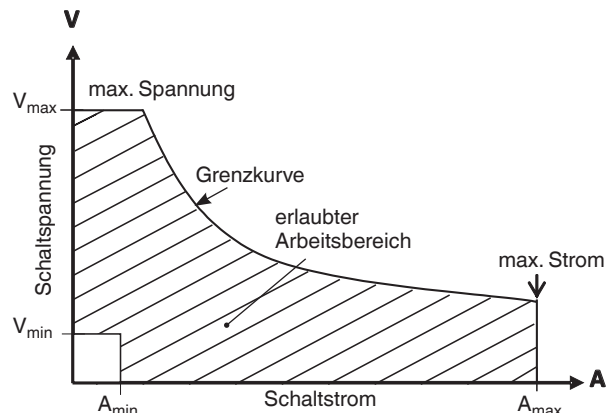 V
max. Spannung
Vmax
Grenzkurve
erlaubter
Arbeitsbereich
Schaltspannung
max. Strom
Vmin
A
Amin
Schaltstrom
Amax